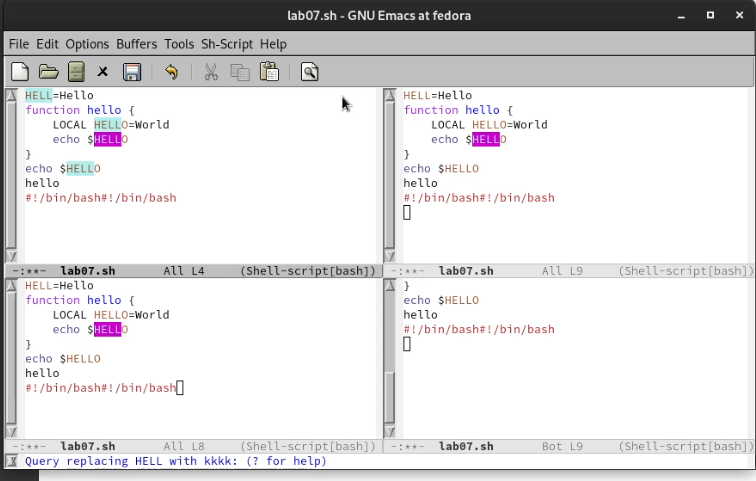 lab07.sh - GNU Emacs at fedora
File Edit Options Buffers Tools Sh-Script Help
HELL=Hello
function hello {
    LOCAL HELLO=World
    echo $HELLO
}
echo $HELLO
hello
#!/bin/bash#!/bin/bash
-:**- lab07.sh All L4 (Shell-script[bash])
HELL=Hello
function hello {
    LOCAL HELLO=World
    echo $HELLO
}
echo $HELLO
hello
#!/bin/bash#!/bin/bash
-:**- lab07.sh All L9 (Shell-script[bash])
HELL=Hello
function hello {
    LOCAL HELLO=World
    echo $HELLO
}
echo $HELLO
hello
#!/bin/bash#!/bin/bash
-:**- lab07.sh All L8 (Shell-script[bash])
}
echo $HELLO
hello
#!/bin/bash#!/bin/bash
-:**- lab07.sh Bot L9 (Shell-script[bash])
Query replacing HELL with kkkk: (? for help)